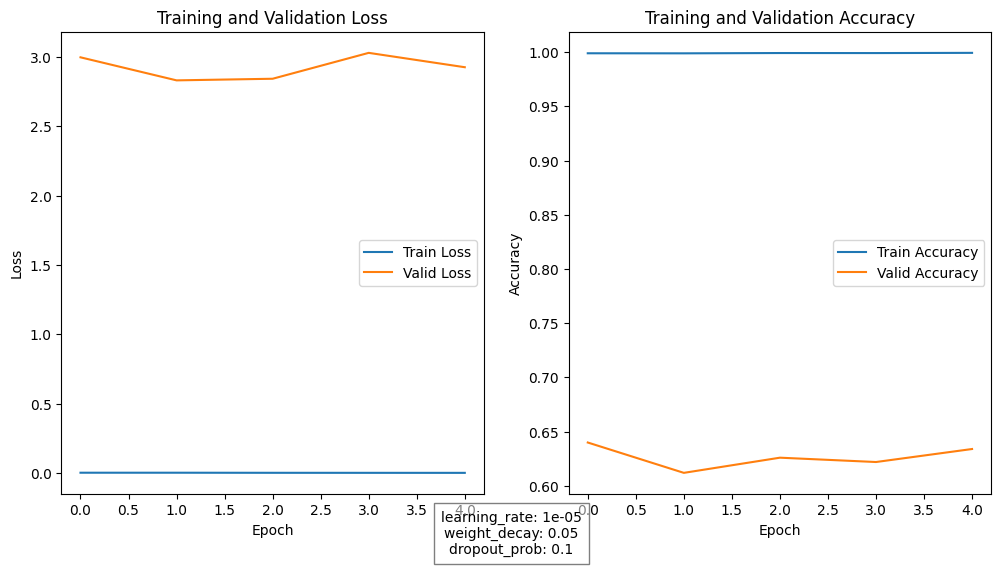 Training and Validation Loss
3.0
2.5
2.0
1.5
1.0
0.5
0.0
Loss
Train Loss
Valid Loss
0.0 0.5 1.0 1.5 2.0 2.5 3.0 3.5 4.0
Epoch
Training and Validation Accuracy
1.00
0.95
0.90
0.85
0.80
0.75
0.70
0.65
0.60
Accuracy
Train Accuracy
Valid Accuracy
0.0 0.5 1.0 1.5 2.0 2.5 3.0 3.5 4.0
Epoch
learning_rate: 1e-05
weight_decay: 0.05
dropout_prob: 0.1